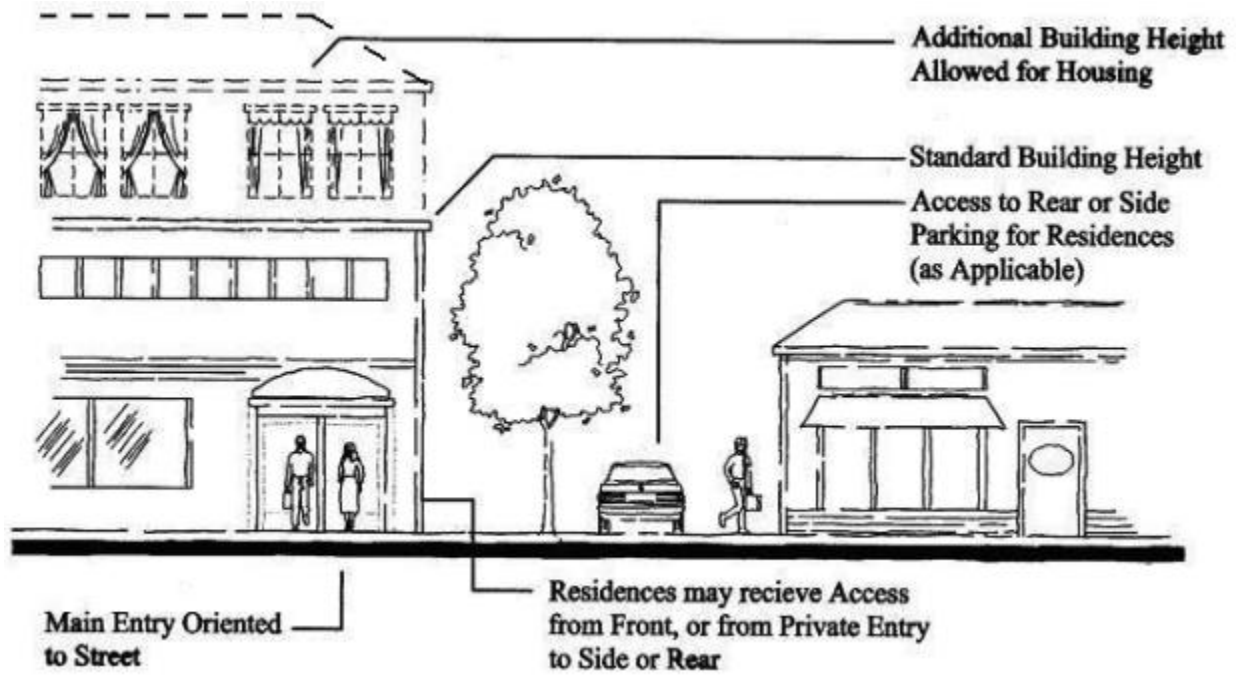 Additional Building Height
Allowed for Housing
Standard Building Height
Access to Rear or Side
Parking for Residences
(as Applicable)
Main Entry Oriented
to Street
Residences may recieve Access
from Front, or from Private Entry
to Side or Rear